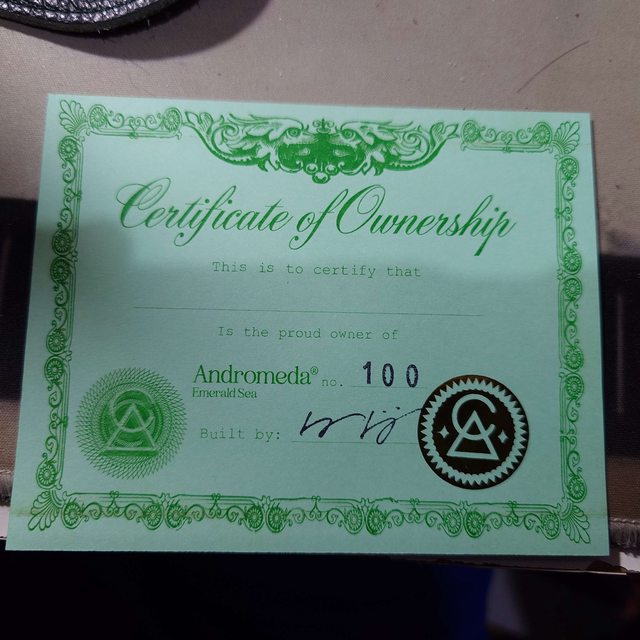 Certificate of Ownership
This is to certify that
Is the proud owner of
Andromeda® no. 100
Emerald Sea
Built by: